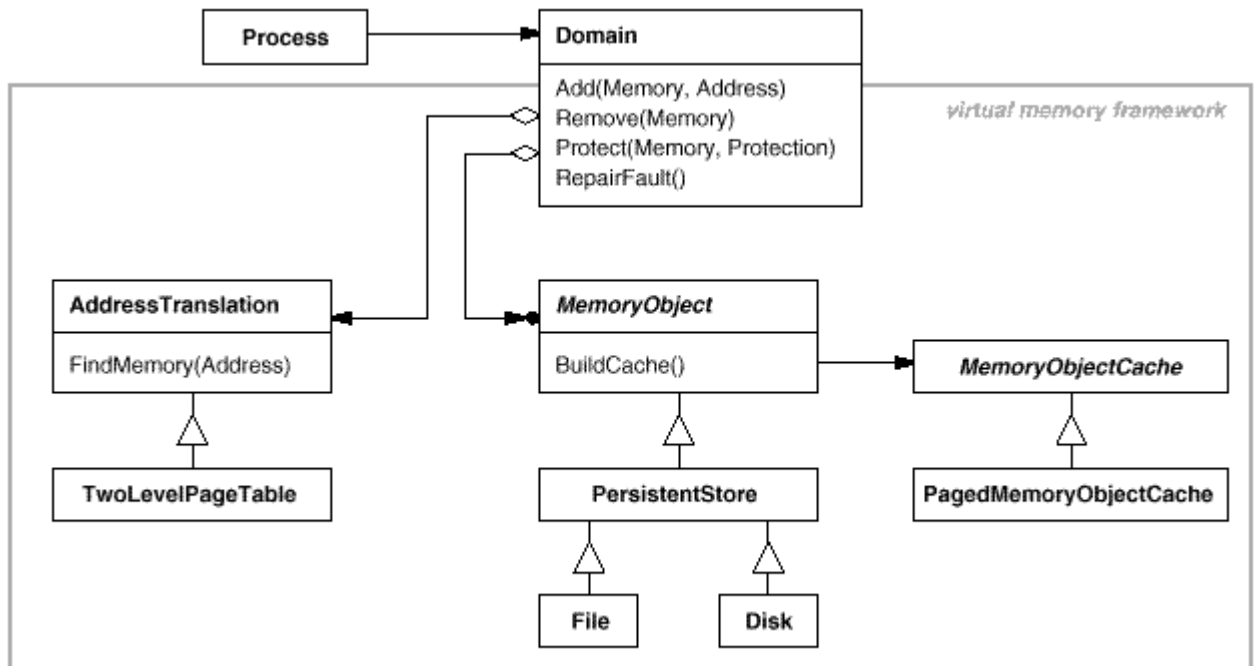 Process
Domain
Add(Memory, Address)
Remove(Memory)
Protect(Memory, Protection)
RepairFault()
virtual memory framework
AddressTranslation
FindMemory(Address)
MemoryObject
BuildCache()
MemoryObjectCache
TwoLevelPageTable
PersistentStore
PagedMemoryObjectCache
File
Disk